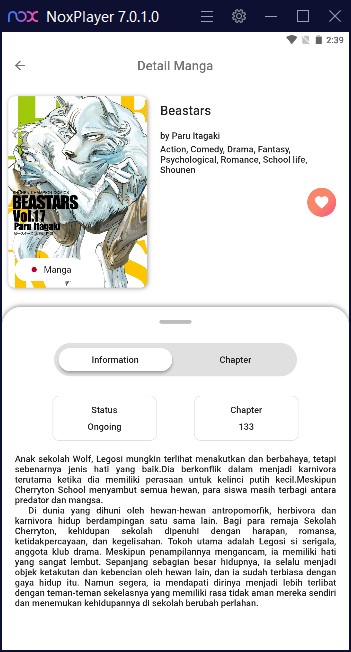 nox NoxPlayer 7.0.1.0
2:39
Detail Manga
SHONEN CHAMPION COMICS
BEASTARS
Vol.17
Paru Itagaki
Manga
Beastars
by Paru Itagaki
Action, Comedy, Drama, Fantasy,
Psychological, Romance, School life,
Shounen
Information
Chapter
Status
Ongoing
Chapter
133
Anak sekolah Wolf, Legosi mungkin terlihat menakutkan dan berbahaya, tetapi
sebenarnya jenis hati yang baik.Dia berkonflik dalam menjadi karnivora
terutama ketika dia memiliki perasaan untuk kelinci putih kecil.Meskipun
Cherryton School menyambut semua hewan, para siswa masih terbagi antara
predator dan mangsa.
Di dunia yang dihuni oleh hewan-hewan antropomorfik, herbivora dan
karnivora hidup berdampingan satu sama lain. Bagi para remaja Sekolah
Cherryton, kehidupan sekolah dipenuhi dengan harapan, romansa,
ketidakpercayaan, dan kegelisahan. Tokoh utama adalah Legosi si serigala,
anggota klub drama. Meskipun penampilannya mengancam, ia memiliki hati
yang sangat lembut. Sepanjang sebagian besar hidupnya, ia selalu menjadi
objek ketakutan dan kebencian oleh hewan lain, dan ia sudah terbiasa dengan
gaya hidup itu. Namun segera, ia mendapati dirinya menjadi lebih terlibat
dengan teman-teman sekelasnya yang memiliki rasa tidak aman mereka sendiri
dan menemukan kehidupannya di sekolah berubah perlahan.